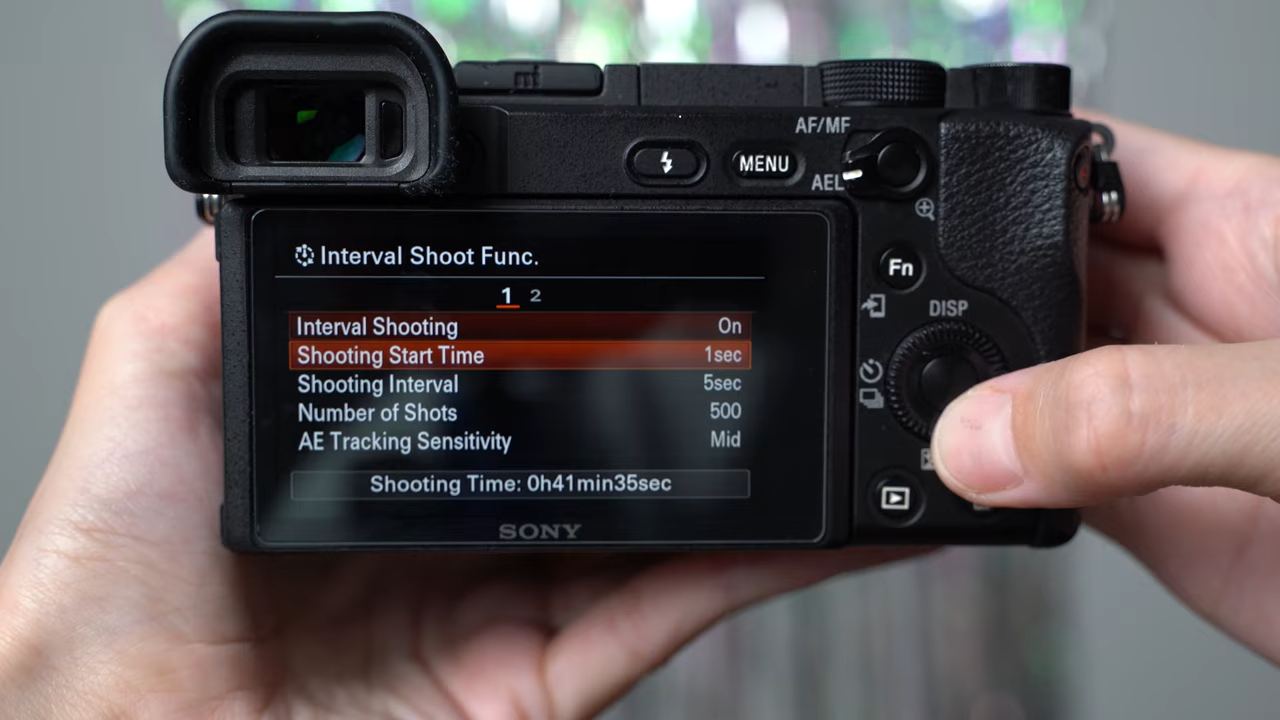 AF/MF
MENU
AEL
Fn
DISP
Interval Shoot Func.
1 2
Interval Shooting On
Shooting Start Time 1sec
Shooting Interval 5sec
Number of Shots 500
AE Tracking Sensitivity Mid
Shooting Time: 0h41min35sec
SONY